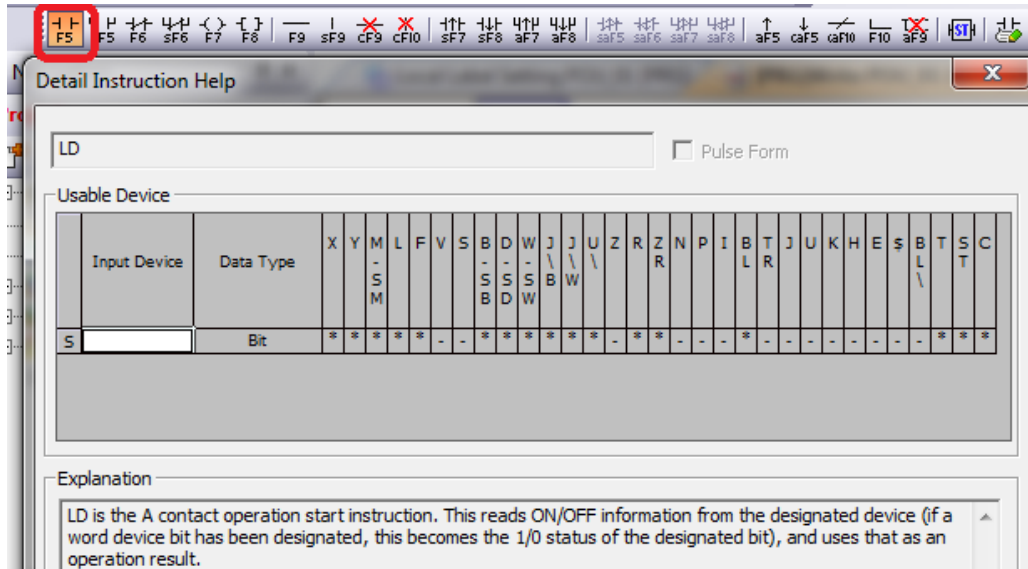 F5 sF5 F6 sF6 F7 F8 F9 sF9 cF9 cF10 sF7 sF8 aF7 aF8 saF5 saF6 saF7 saF8 aF5 caF5 caF10 F10 aF9 ST
Detail Instruction Help
LD
Pulse Form
Usable Device
Input Device Data Type X Y M-SM L F V S B-SB D-SD W-SW J\B J\W U\ Z R ZR N P I BL TR J U K H E $ BL\ T ST C
S Bit * * * * * - - * * * * * * - * * - - - * - - - - - - - - * * *
Explanation
LD is the A contact operation start instruction. This reads ON/OFF information from the designated device (if a
word device bit has been designated, this becomes the 1/0 status of the designated bit), and uses that as an
operation result.